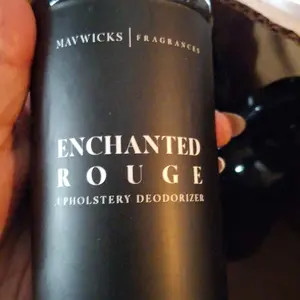 MAVWICKS | FRAGRANCES
ENCHANTED
ROUGE
UPHOLSTERY DEODORIZER